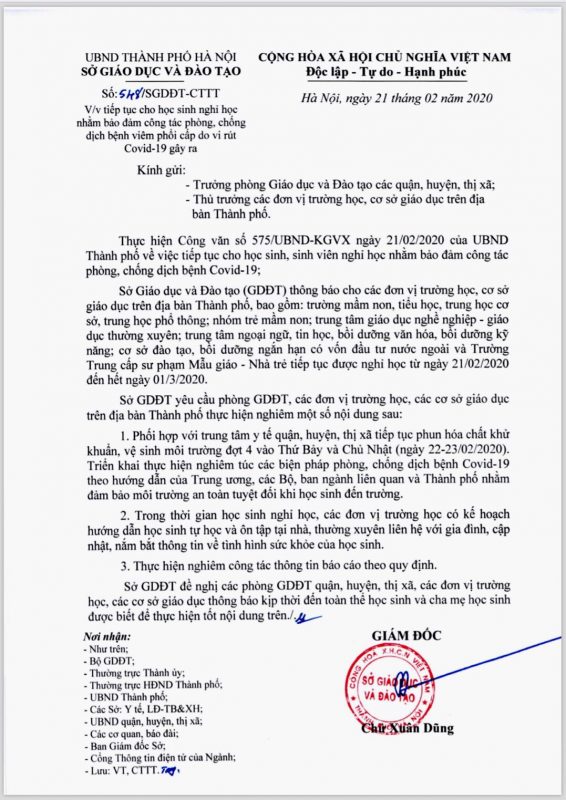 UBND THÀNH PHỐ HÀ NỘI
SỞ GIÁO DỤC VÀ ĐÀO TẠO
CỘNG HÒA XÃ HỘI CHỦ NGHĨA VIỆT NAM
Độc lập - Tự do - Hạnh phúc
Số: 548/SGDĐT-CTTT
V/v tiếp tục cho học sinh nghỉ học
nhằm bảo đảm công tác phòng, chống
dịch bệnh viêm phổi cấp do vi rút
Covid-19 gây ra
Hà Nội, ngày 21 tháng 02 năm 2020
Kính gửi:
- Trưởng phòng Giáo dục và Đào tạo các quận, huyện, thị xã;
- Thủ trưởng các đơn vị trường học, cơ sở giáo dục trên địa
bàn Thành phố.
Thực hiện Công văn số 575/UBND-KGVX ngày 21/02/2020 của UBND
Thành phố về việc tiếp tục cho học sinh, sinh viên nghỉ học nhằm bảo đảm công tác
phòng, chống dịch bệnh Covid-19;
Sở Giáo dục và Đào tạo (GDĐT) thông báo cho các đơn vị trường học, cơ sở
giáo dục trên địa bàn Thành phố, bao gồm: trường mầm non, tiểu học, trung học cơ
sở, trung học phổ thông; nhóm trẻ mầm non; trung tâm giáo dục nghề nghiệp - giáo
dục thường xuyên; trung tâm ngoại ngữ, tin học, bồi dưỡng văn hóa, bồi dưỡng kỹ
năng; cơ sở đào tạo, bồi dưỡng ngắn hạn có vốn đầu tư nước ngoài và Trường
Trung cấp sư phạm Mẫu giáo - Nhà trẻ tiếp tục được nghỉ học từ ngày 21/02/2020
đến hết ngày 01/3/2020.
Sở GDĐT yêu cầu phòng GDĐT, các đơn vị trường học, các cơ sở giáo dục
trên địa bàn Thành phố thực hiện nghiêm một số nội dung sau:
1. Phối hợp với trung tâm y tế quận, huyện, thị xã tiếp tục phun hóa chất khử
khuẩn, vệ sinh môi trường đợt 4 vào Thứ Bảy và Chủ Nhật (ngày 22-23/02/2020).
Triển khai thực hiện nghiêm túc các biện pháp phòng, chống dịch bệnh Covid-19
theo hướng dẫn của Trung ương, các Bộ, ban ngành liên quan và Thành phố nhằm
đảm bảo môi trường an toàn tuyệt đối khi học sinh đến trường.
2. Trong thời gian học sinh nghỉ học, các đơn vị trường học có kế hoạch
hướng dẫn học sinh tự học và ôn tập tại nhà, thường xuyên liên hệ với gia đình, cập
nhật, nắm bắt thông tin về tình hình sức khỏe của học sinh.
3. Thực hiện nghiêm công tác thông tin báo cáo theo quy định.
Sở GDĐT đề nghị các phòng GDĐT quận, huyện, thị xã, các đơn vị trường
học, các cơ sở giáo dục thông báo kịp thời đến toàn thể học sinh và cha mẹ học sinh
được biết để thực hiện tốt nội dung trên./.
Nơi nhận:
- Như trên;
- Bộ GDĐT;
- Thường trực Thành ủy;
- Thường trực HĐND Thành phố;
- UBND Thành phố;
- Các Sở: Y tế, LĐ-TB&XH;
- UBND quận, huyện, thị xã;
- Các cơ quan, báo đài;
- Ban Giám đốc Sở;
- Cổng Thông tin điện tử của Ngành;
- Lưu: VT, CTTT.
GIÁM ĐỐC
CỘNG HÒA X.H.C.N VIỆT NAM
SỞ GIÁO DỤC
VÀ ĐÀO TẠO
Chử Xuân Dũng